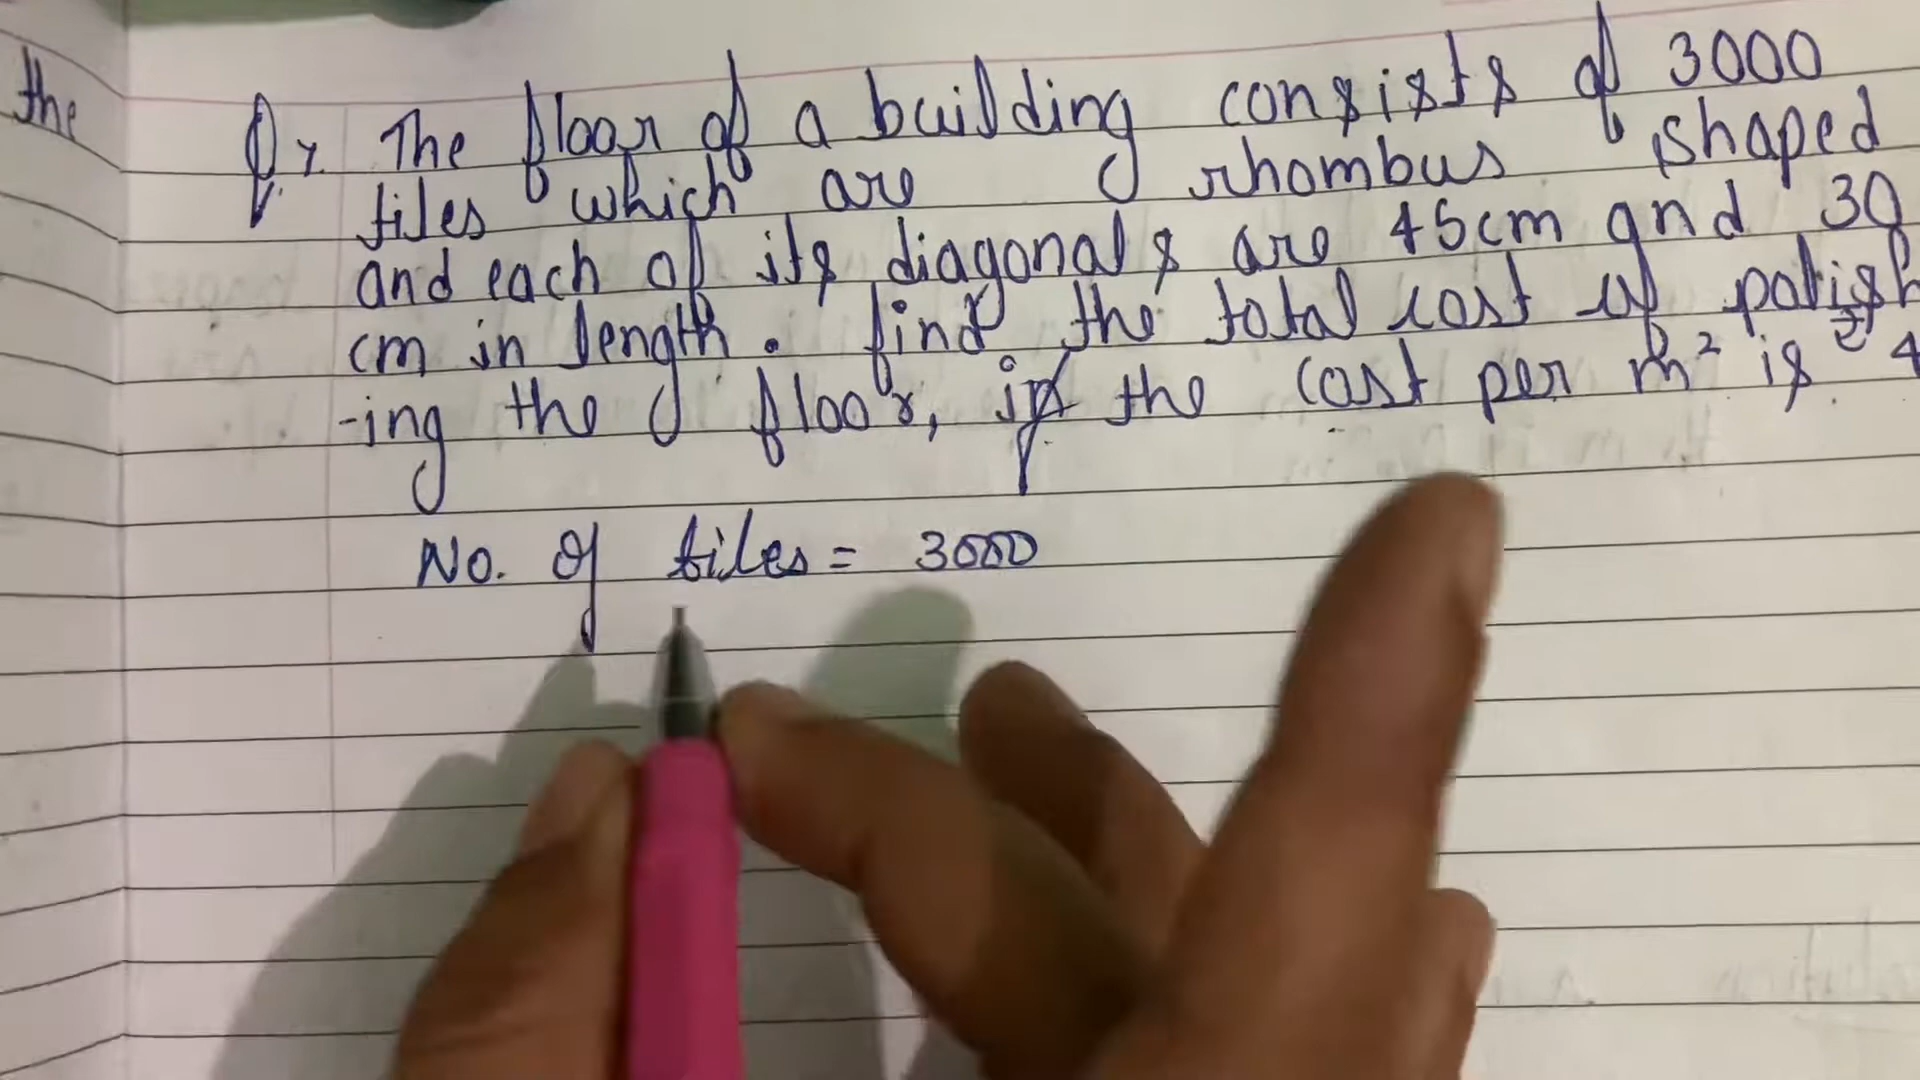 the
Q7. The floor of a building consists of 3000
tiles which are rhombus shaped
and each of its diagonals are 45cm and 30
cm in length. find the total cost of polish
-ing the floor, if the cost per m² is ₹ 4
No. of tiles = 3000